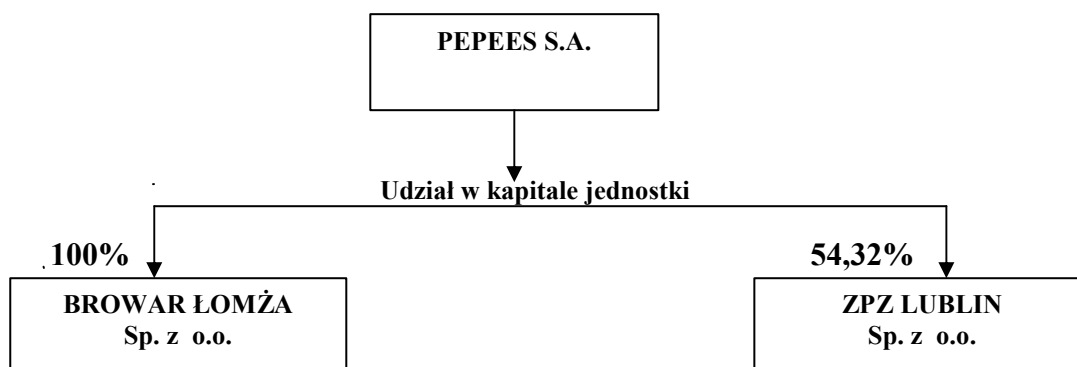 PEPEES S.A.
Udział w kapitale jednostki
100%
54,32%
BROWAR ŁOMŻA
Sp. z o.o.
ZPZ LUBLIN
Sp. z o.o.